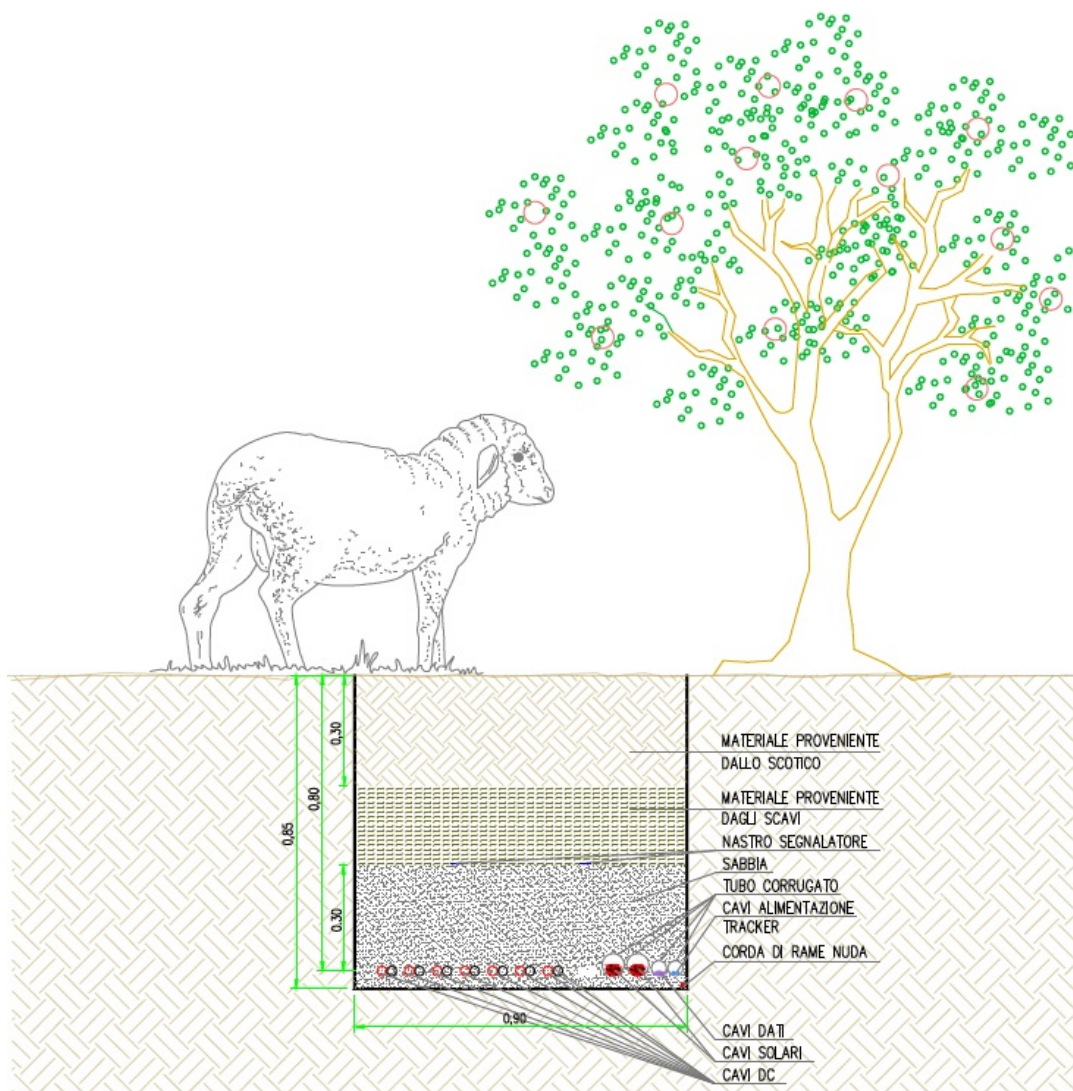 0,30
0,80
0,85
0,30
0,90
MATERIALE PROVENIENTE
DALLO SCOTICO
MATERIALE PROVENIENTE
DAGLI SCAVI
NASTRO SEGNALATORE
SABBIA
TUBO CORRUGATO
CAVI ALIMENTAZIONE
TRACKER
CORDA DI RAME NUDA
CAVI DATI
CAVI SOLARI
CAVI DC